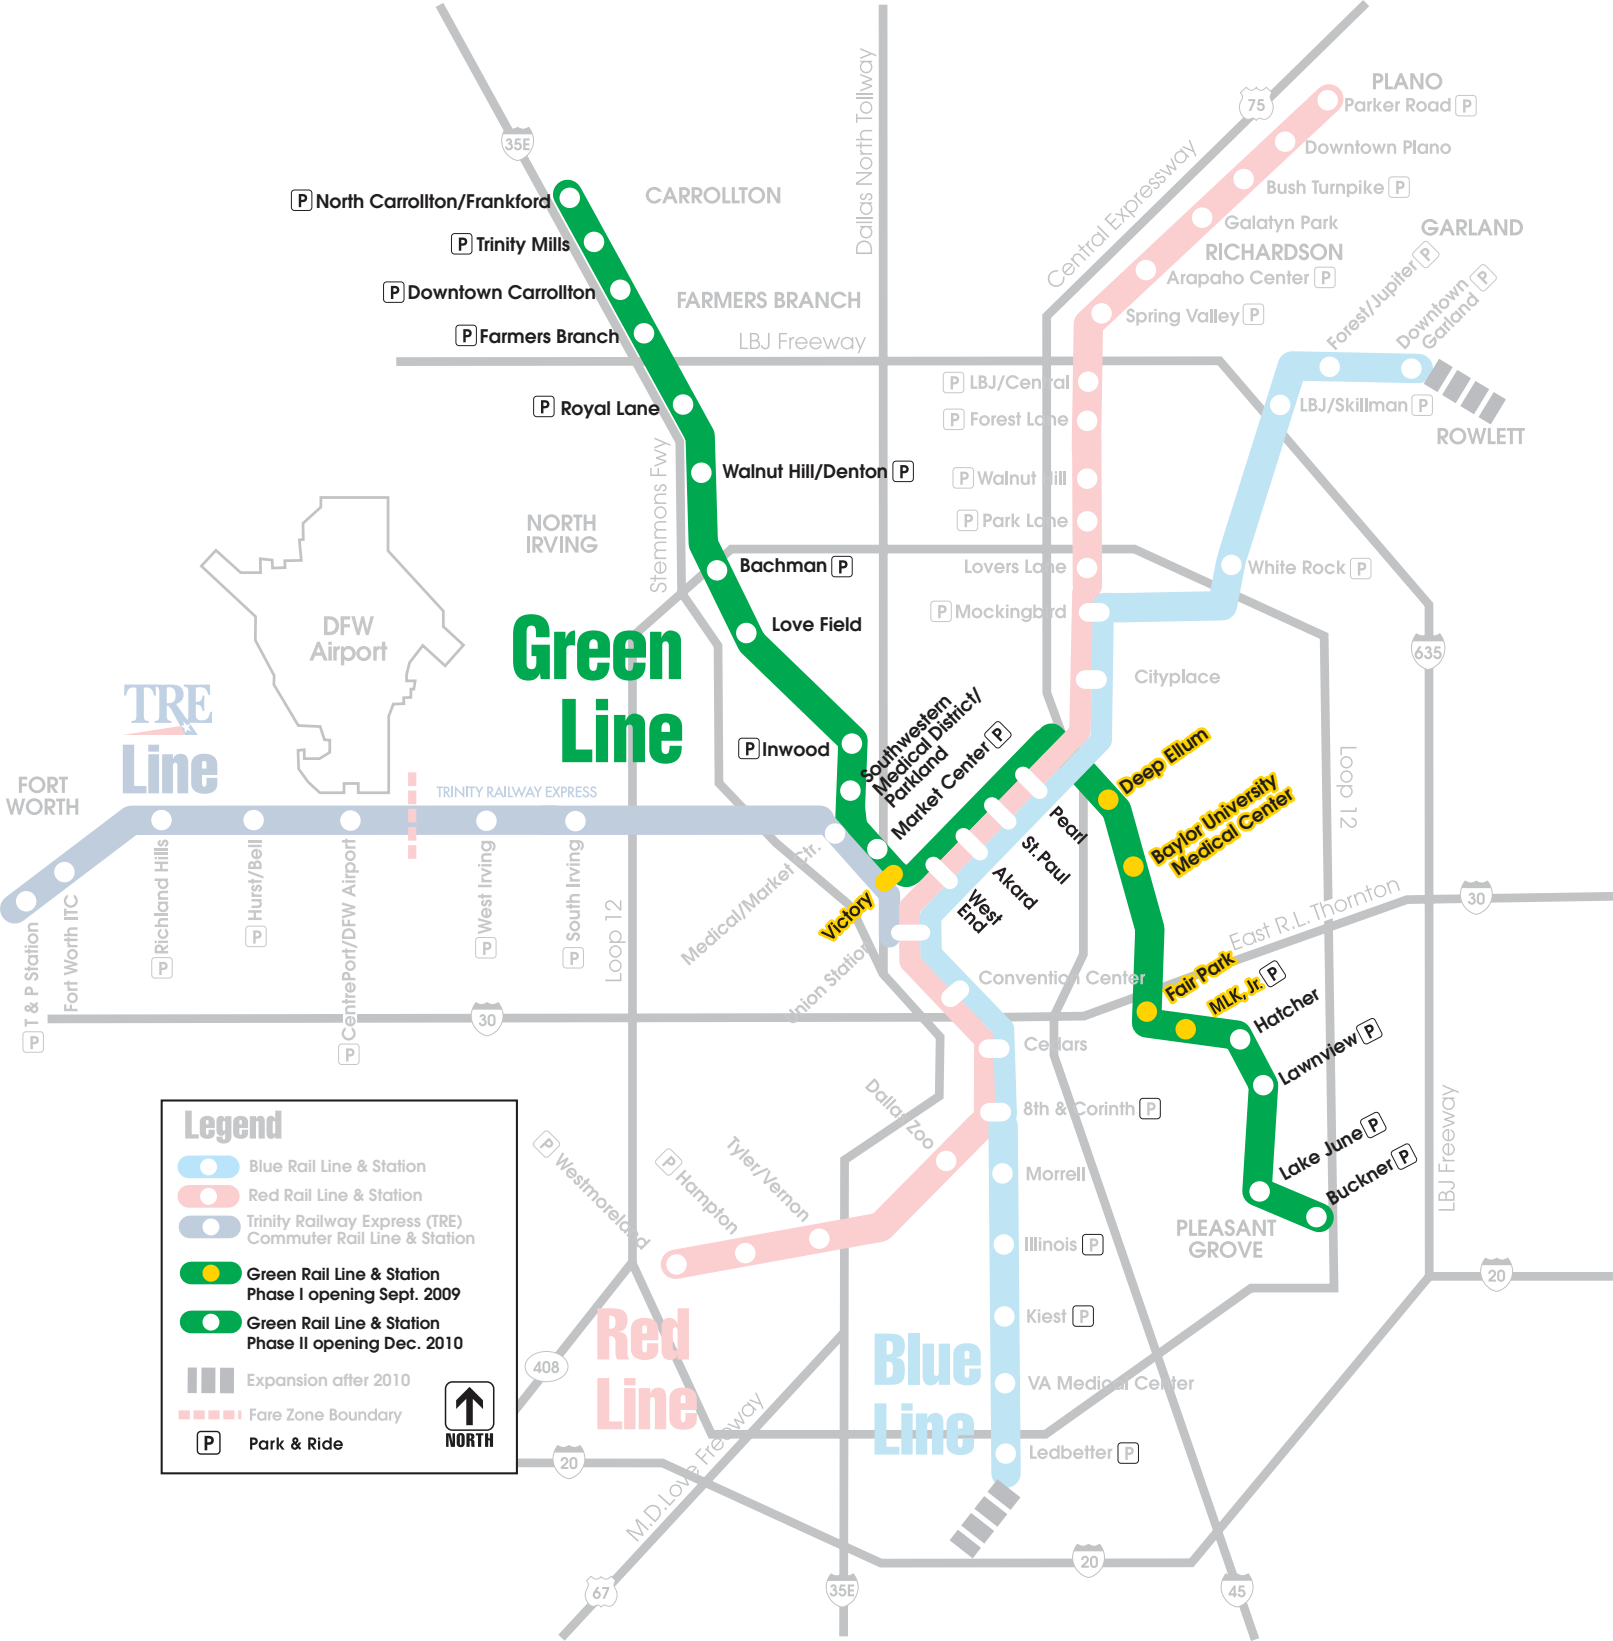 35E
P North Carrollton/Frankford
P Trinity Mills
P Downtown Carrollton
P Farmers Branch
P Royal Lane
Walnut Hill/Denton P
Bachman P
Love Field
P Inwood
Southwestern
Medical District/
Parkland
Market Center P
Victory
CARROLLTON
FARMERS BRANCH
LBJ Freeway
Dallas North Tollway
Stemmons Fwy
NORTH
IRVING
Green
Line
DFW
Airport
TRE
Line
FORT
WORTH
TRINITY RAILWAY EXPRESS
P T & P Station
Fort Worth ITC
P Richland Hills
P Hurst/Bell
P CentrePort/DFW Airport
P West Irving
P South Irving
Loop 12
Medical/Market Ctr.
Union Station
30
75
Central Expressway
PLANO
Parker Road P
Downtown Plano
Bush Turnpike P
Galatyn Park
RICHARDSON
Arapaho Center P
Spring Valley P
P LBJ/Central
P Forest Lane
P Walnut Hill
P Park Lane
Lovers Lane
P Mockingbird
Cityplace
GARLAND
Forest/Jupiter P
Downtown
Garland P
LBJ/Skillman P
ROWLETT
White Rock P
635
Loop 12
Pearl
St. Paul
Akard
West
End
Deep Ellum
Baylor University
Medical Center
East R.L. Thornton
30
Fair Park
MLK, Jr. P
Hatcher
Lawnview P
Lake June P
Buckner P
PLEASANT
GROVE
LBJ Freeway
20
Convention Center
Cedars
8th & Corinth P
Dallas Zoo
Tyler/Vernon
P Hampton
P Westmoreland
Morrell
Illinois P
Kiest P
VA Medical Center
Ledbetter P
Red
Line
Blue
Line
Legend
Blue Rail Line & Station
Red Rail Line & Station
Trinity Railway Express (TRE)
Commuter Rail Line & Station
Green Rail Line & Station
Phase I opening Sept. 2009
Green Rail Line & Station
Phase II opening Dec. 2010
Expansion after 2010
Fare Zone Boundary
P Park & Ride
NORTH
408
20
M.D. Love Freeway
67
35E
20
45